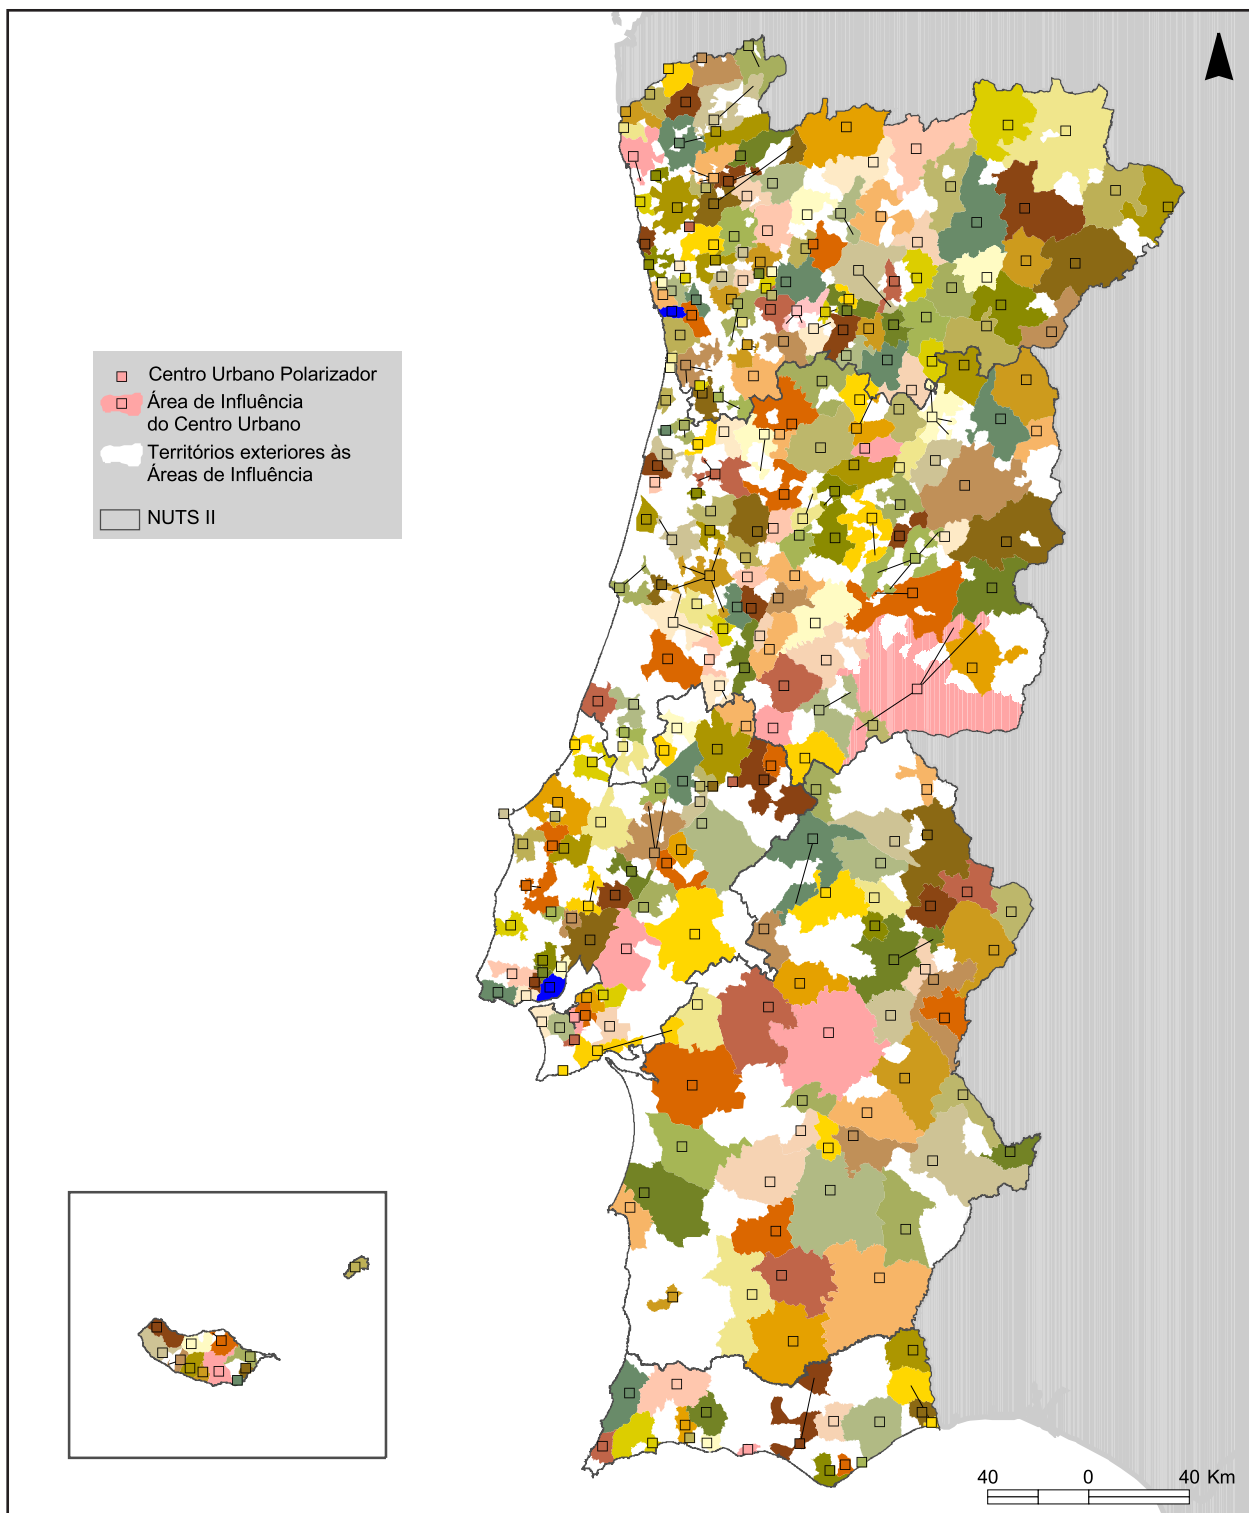 Centro Urbano Polarizador
Área de Influência
do Centro Urbano
Territórios exteriores às
Áreas de Influência
NUTS II
40 0 40 Km